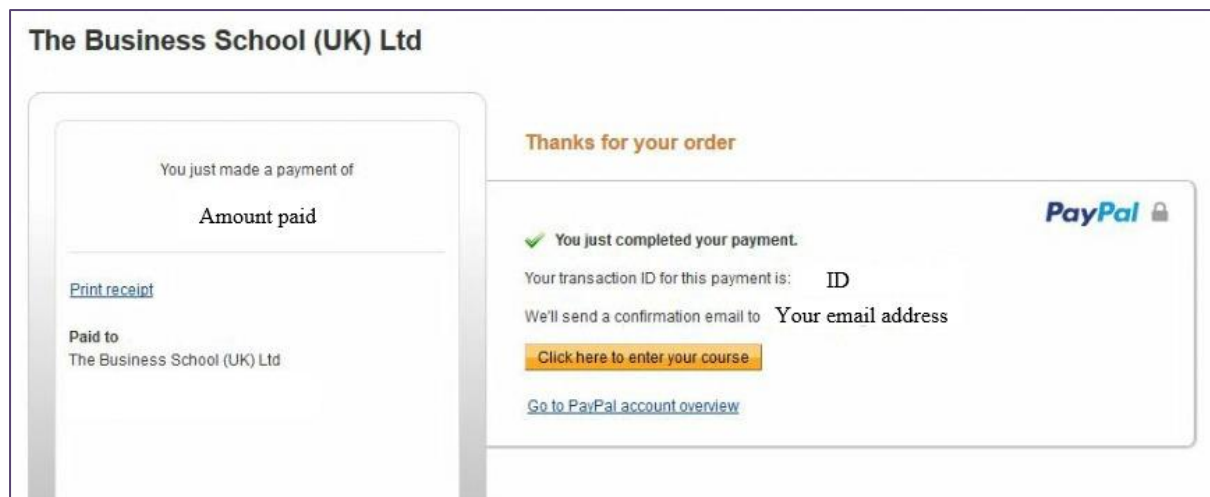 The Business School (UK) Ltd
You just made a payment of
Amount paid
Print receipt
Paid to
The Business School (UK) Ltd
Thanks for your order
PayPal
You just completed your payment.
Your transaction ID for this payment is: ID
We'll send a confirmation email to Your email address
Click here to enter your course
Go to PayPal account overview